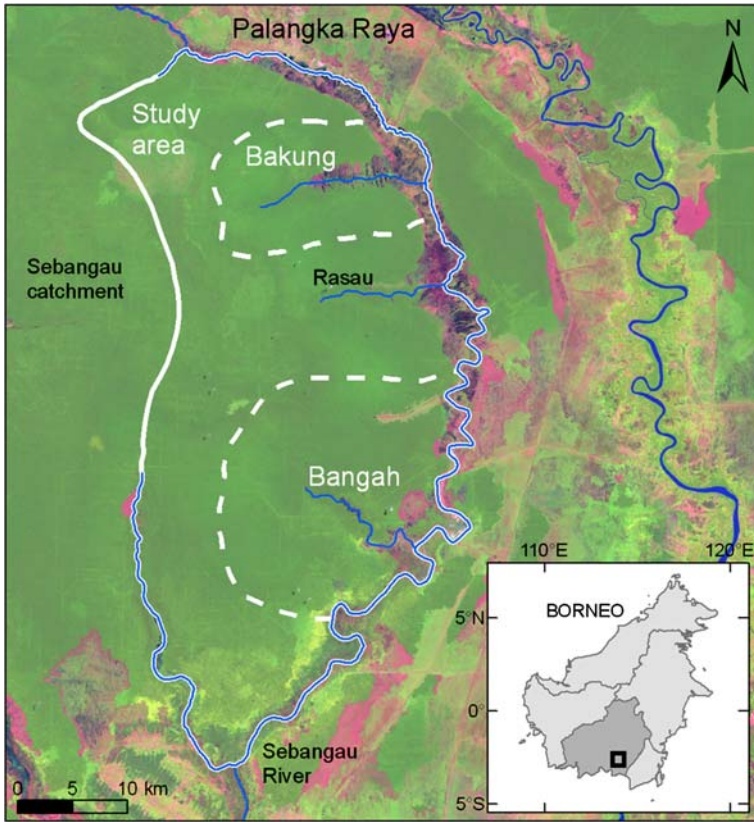 Palangka Raya
N
Study
area
Bakung
Sebangau
catchment
Rasau
Bangah
110°E
120°E
BORNEO
5°N
0°
5°S
Sebangau
River
0 5 10 km